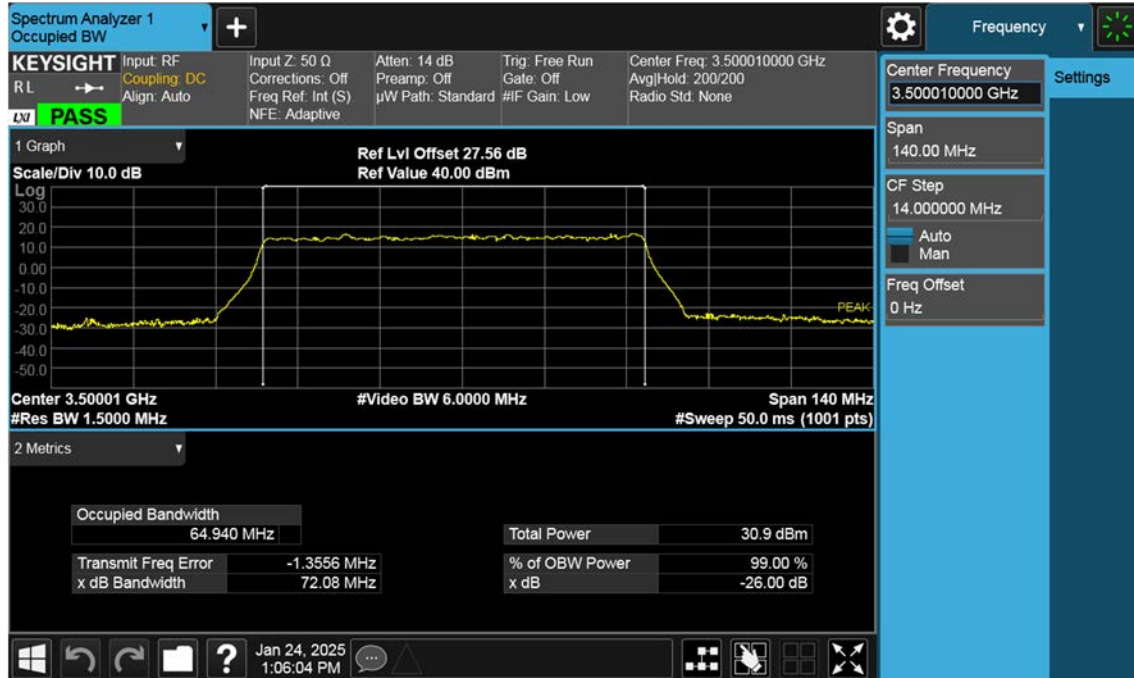 Spectrum Analyzer 1
Occupied BW
Frequency
KEYSIGHT
R L
LXI
PASS
Input: RF
Coupling: DC
Align: Auto
Input Z: 50 Ω
Corrections: Off
Freq Ref: Int (S)
NFE: Adaptive
Atten: 14 dB
Preamp: Off
µW Path: Standard
Trig: Free Run
Gate: Off
#IF Gain: Low
Center Freq: 3.500010000 GHz
Avg|Hold: 200/200
Radio Std: None
1 Graph
Scale/Div 10.0 dB
Ref Lvl Offset 27.56 dB
Ref Value 40.00 dBm
Log
30.0
20.0
10.0
0.00
-10.0
-20.0
-30.0
-40.0
-50.0
PEAK
Center 3.50001 GHz
#Res BW 1.5000 MHz
#Video BW 6.0000 MHz
Span 140 MHz
#Sweep 50.0 ms (1001 pts)
2 Metrics
Occupied Bandwidth
64.940 MHz
Transmit Freq Error -1.3556 MHz
x dB Bandwidth 72.08 MHz
Total Power 30.9 dBm
% of OBW Power 99.00 %
x dB -26.00 dB
Center Frequency
3.500010000 GHz
Span
140.00 MHz
CF Step
14.000000 MHz
Auto
Man
Freq Offset
0 Hz
Settings
?
Jan 24, 2025
1:06:04 PM